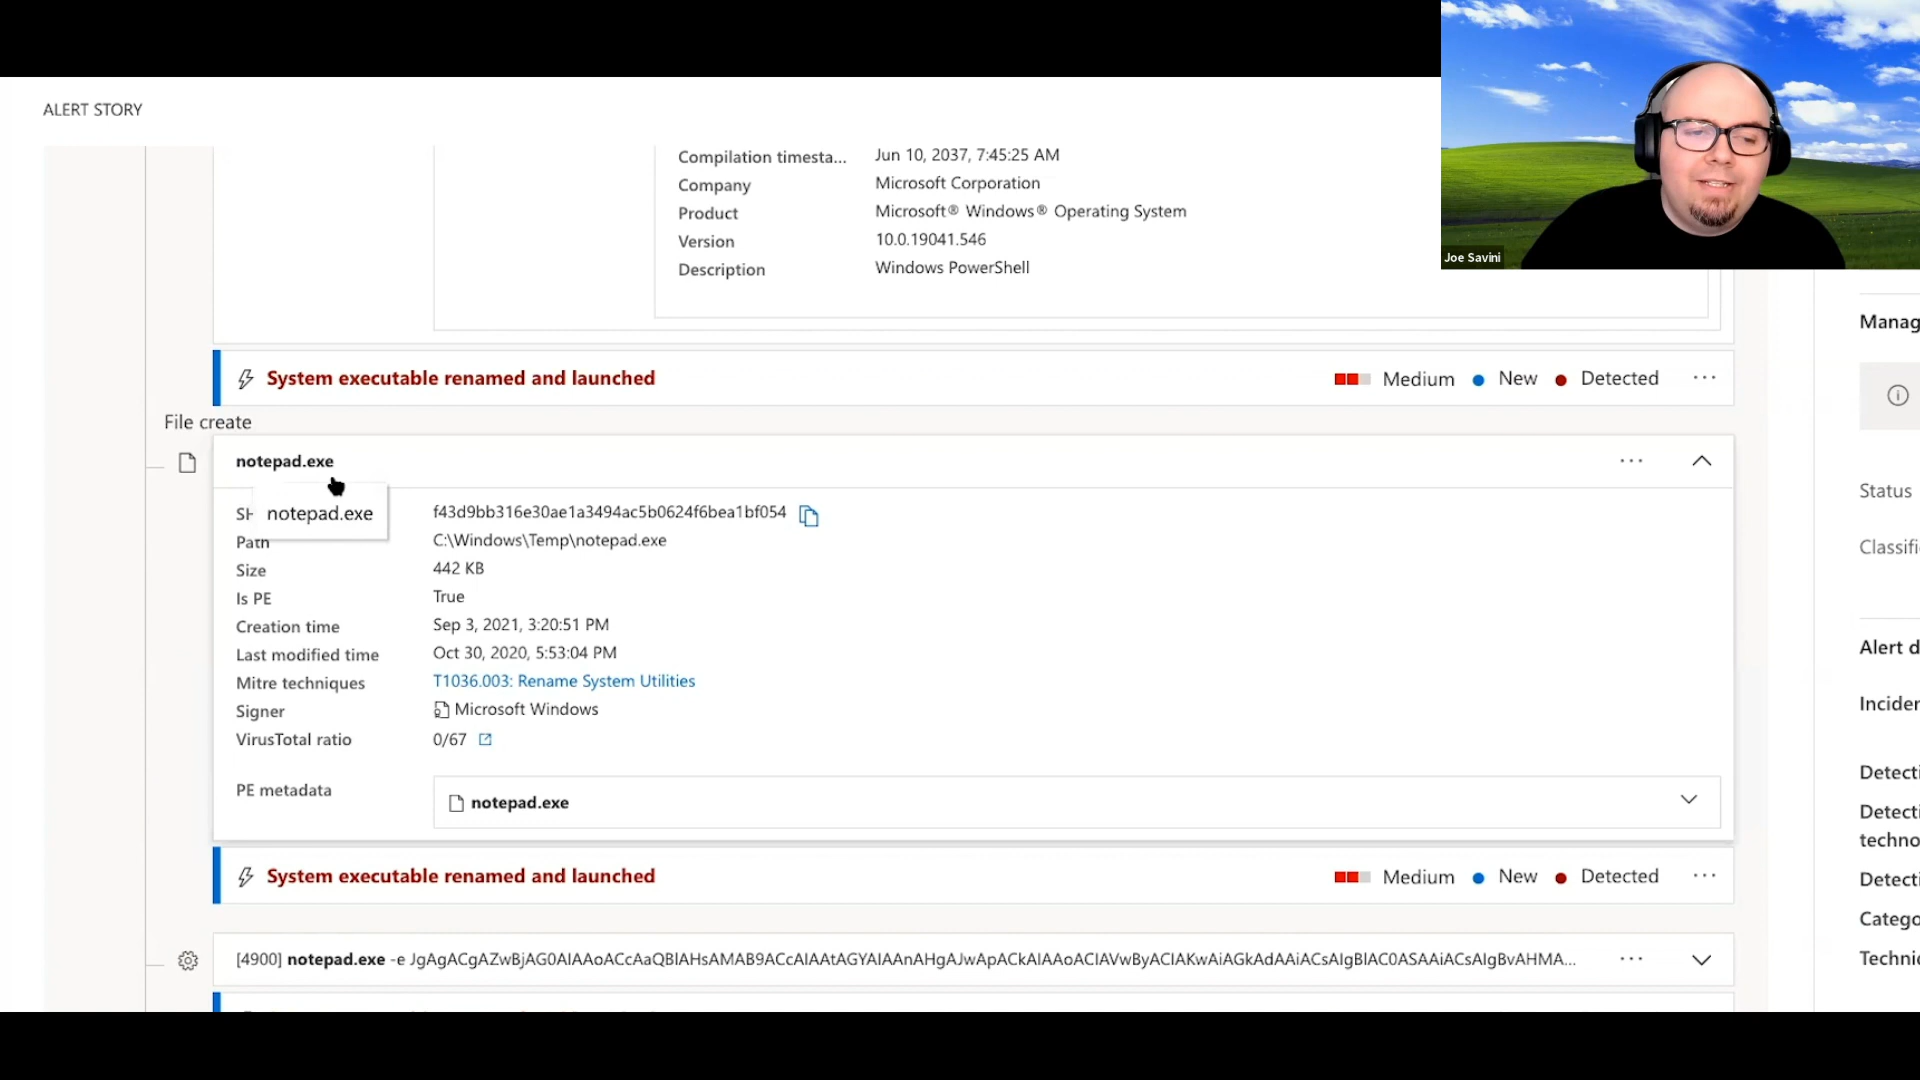 ALERT STORY
Compilation timesta... Jun 10, 2037, 7:45:25 AM
Company Microsoft Corporation
Product Microsoft® Windows® Operating System
Version 10.0.19041.546
Description Windows PowerShell
Joe Savini
Manag
System executable renamed and launched Medium New Detected ...
File create
notepad.exe ...
notepad.exe
SH f43d9bb316e30ae1a3494ac5b0624f6bea1bf054
Path C:\Windows\Temp\notepad.exe
Size 442 KB
Is PE True
Creation time Sep 3, 2021, 3:20:51 PM
Last modified time Oct 30, 2020, 5:53:04 PM
Mitre techniques T1036.003: Rename System Utilities
Signer Microsoft Windows
VirusTotal ratio 0/67
PE metadata notepad.exe
System executable renamed and launched Medium New Detected ...
[4900] notepad.exe -e JgAgACgAZwBjAG0AIAAoACcAaQBlAHsAMAB9ACcAIAAtAGYAIAAnAHgAJwApACkAIAAoACIAVwByACIAKwAiAGkAdAAiACsAIgBlAC0ASAAiACsAIgBvAHMA... ...
Status
Classifi
Alert d
Inciden
Detecti
Detecti
techno
Detecti
Catego
Techni